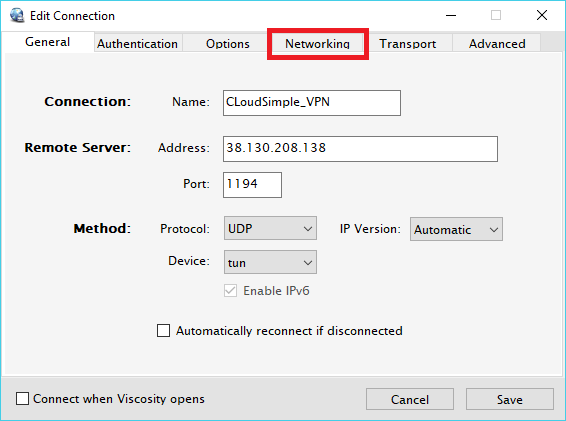 Edit Connection
General Authentication Options Networking Transport Advanced
Connection: Name: CLoudSimple_VPN
Remote Server: Address: 38.130.208.138
Port: 1194
Method: Protocol: UDP IP Version: Automatic
Device: tun
Enable IPv6
Automatically reconnect if disconnected
Connect when Viscosity opens Cancel Save